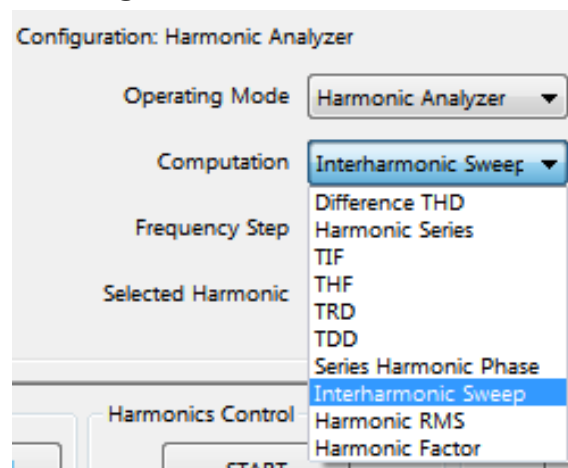 Configuration: Harmonic Analyzer
Operating Mode Harmonic Analyzer
Computation Interharmonic Sweep
Difference THD
Frequency Step Harmonic Series
TIF
THF
Selected Harmonic TRD
TDD
Series Harmonic Phase
Interharmonic Sweep
Harmonics Control Harmonic RMS
Harmonic Factor
START